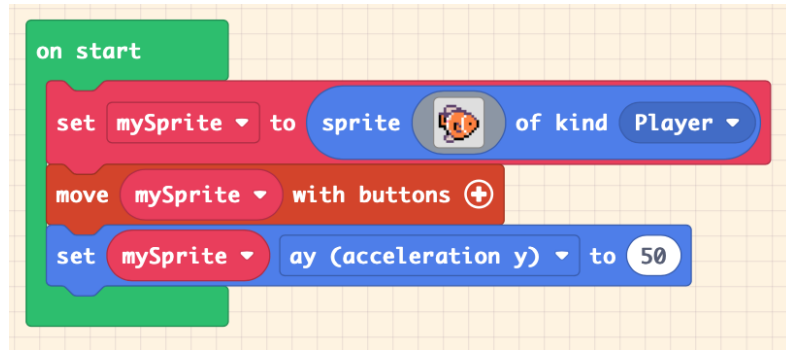 on start
set mySprite to sprite of kind Player
move mySprite with buttons
set mySprite ay (acceleration y) to 50